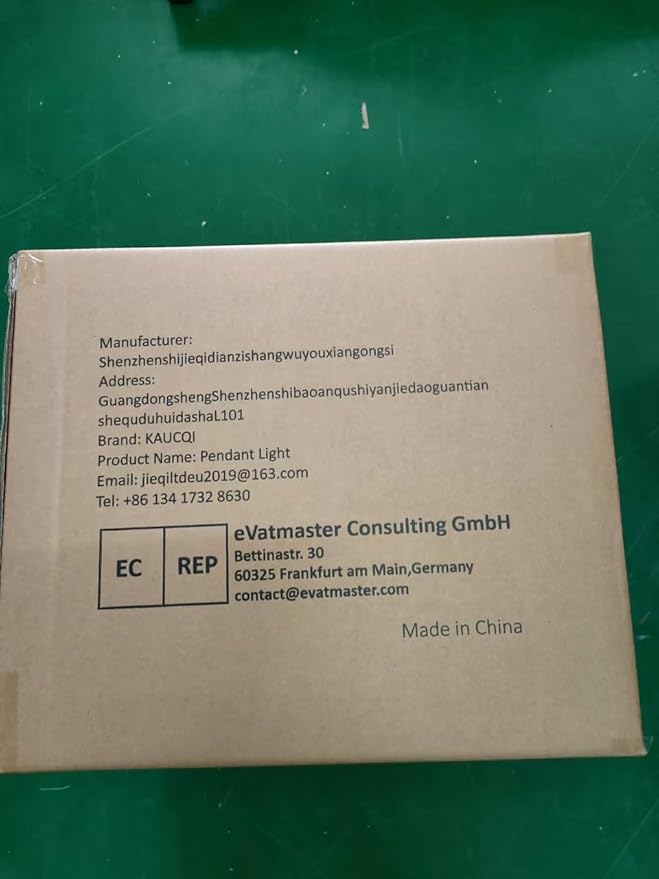 Manufacturer:
Shenzhenshijieqidianzishangwuyouxiangongsi
Address:
GuangdongshengShenzhenshibaoanqushiyanjiedaoguantian
shequduhuidashaL101
Brand: KAUCQI
Product Name: Pendant Light
Email: jieqiltdeu2019@163.com
Tel: +86 134 1732 8630
EC REP
eVatmaster Consulting GmbH
Bettinastr. 30
60325 Frankfurt am Main,Germany
contact@evatmaster.com
Made in China